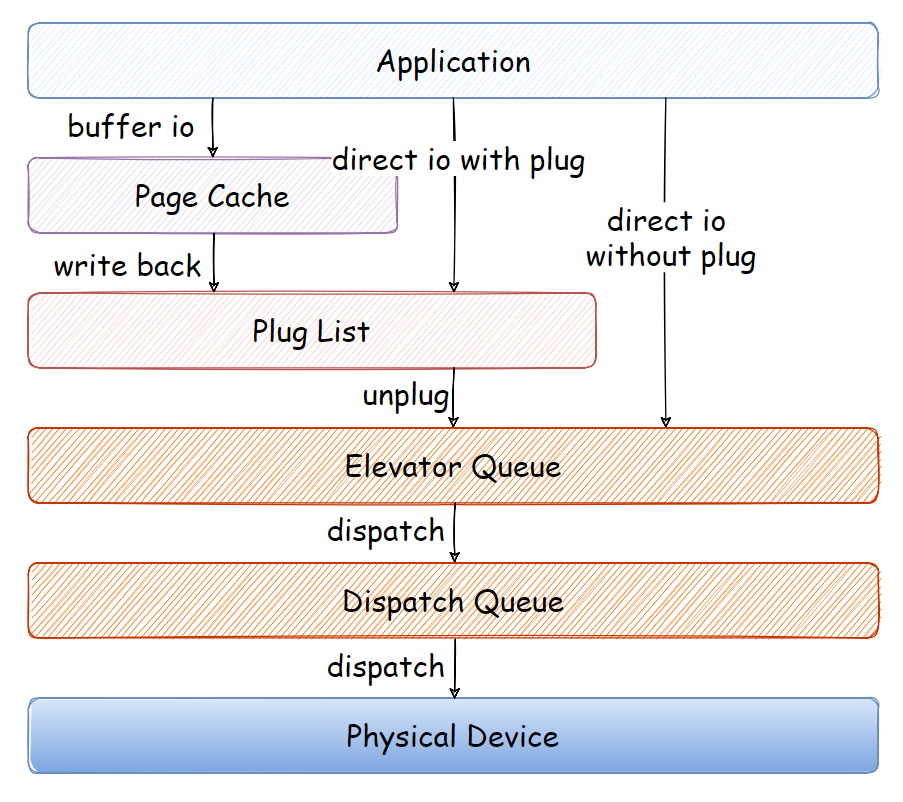 Application
buffer io
direct io with plug
Page Cache
direct io
without plug
write back
Plug List
unplug
Elevator Queue
dispatch
Dispatch Queue
dispatch
Physical Device